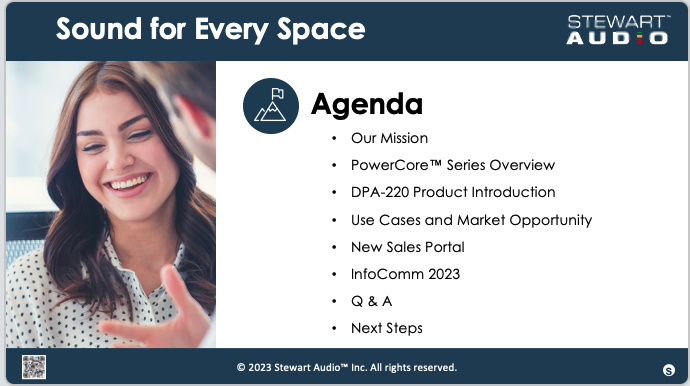 Sound for Every Space
STEWART™
AUDIO
Agenda
• Our Mission
• PowerCore™ Series Overview
• DPA-220 Product Introduction
• Use Cases and Market Opportunity
• New Sales Portal
• InfoComm 2023
• Q & A
• Next Steps
© 2023 Stewart Audio™ Inc. All rights reserved.
S